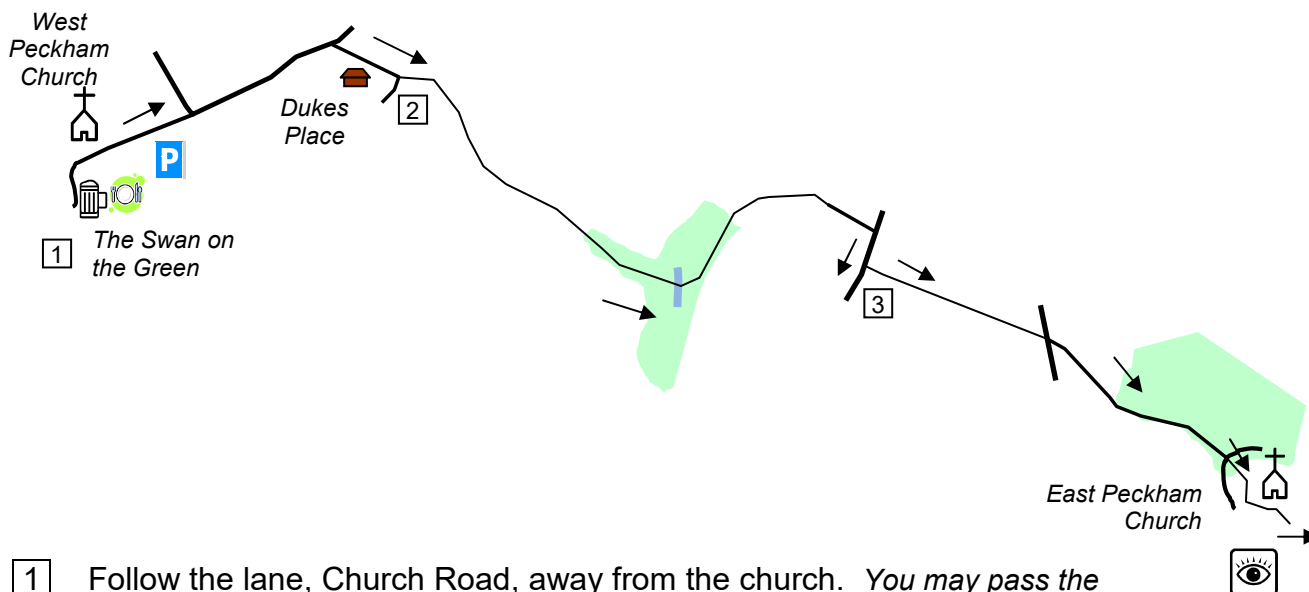 West
Peckham
Church
P
1
The Swan on
the Green
Dukes
Place
2
3
East Peckham
Church
1 Follow the lane, Church Road, away from the church. You may pass the